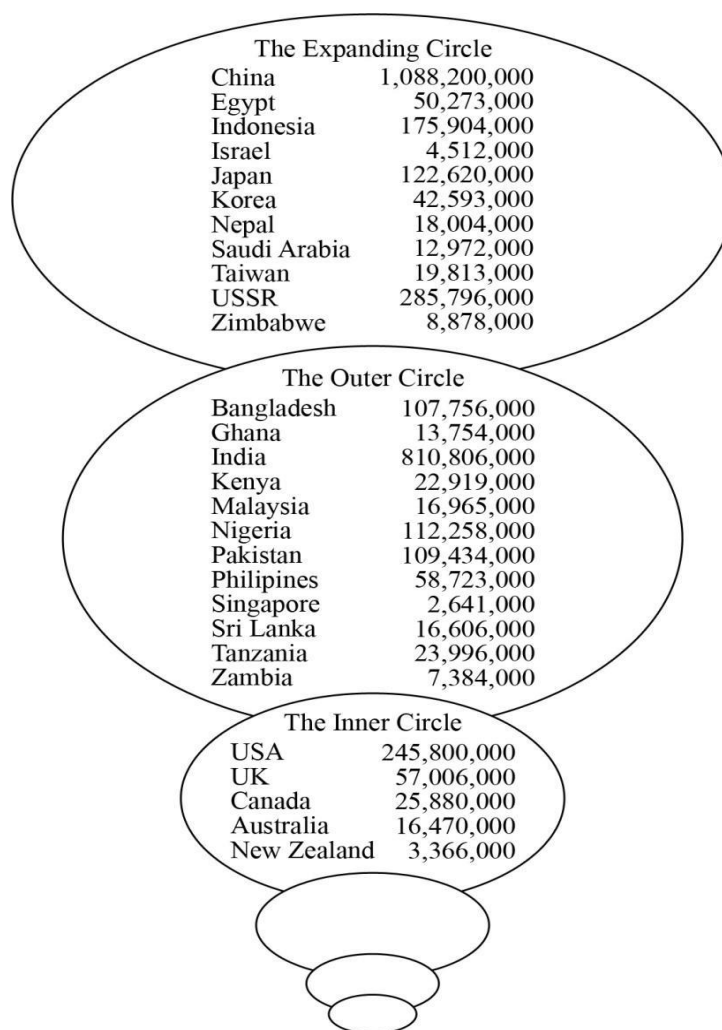 The Expanding Circle
China 1,088,200,000
Egypt 50,273,000
Indonesia 175,904,000
Israel 4,512,000
Japan 122,620,000
Korea 42,593,000
Nepal 18,004,000
Saudi Arabia 12,972,000
Taiwan 19,813,000
USSR 285,796,000
Zimbabwe 8,878,000
The Outer Circle
Bangladesh 107,756,000
Ghana 13,754,000
India 810,806,000
Kenya 22,919,000
Malaysia 16,965,000
Nigeria 112,258,000
Pakistan 109,434,000
Philipines 58,723,000
Singapore 2,641,000
Sri Lanka 16,606,000
Tanzania 23,996,000
Zambia 7,384,000
The Inner Circle
USA 245,800,000
UK 57,006,000
Canada 25,880,000
Australia 16,470,000
New Zealand 3,366,000